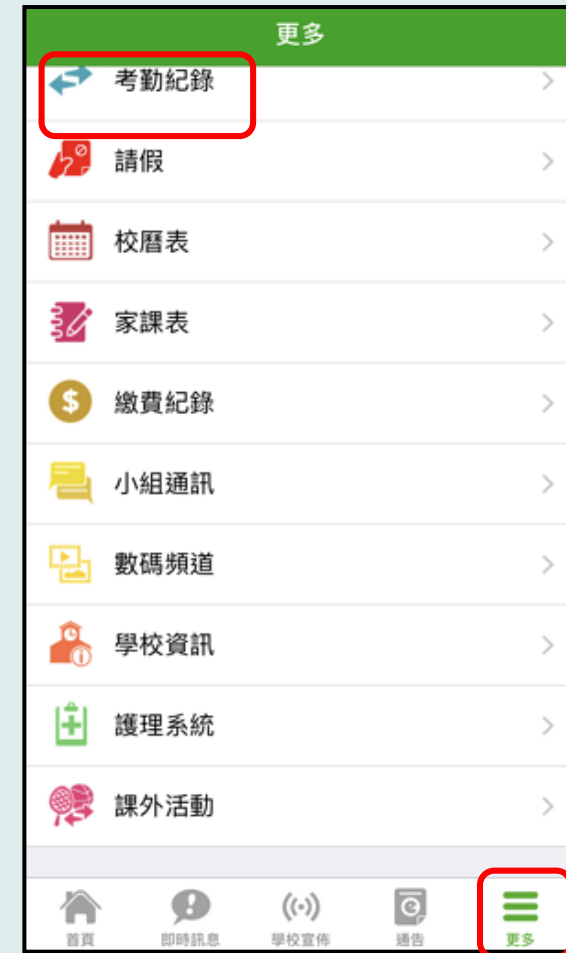 更多
考勤紀錄
請假
校曆表
家課表
繳費紀錄
小組通訊
數碼頻道
學校資訊
護理系統
課外活動
首頁 即時訊息 學校宣佈 通告 更多